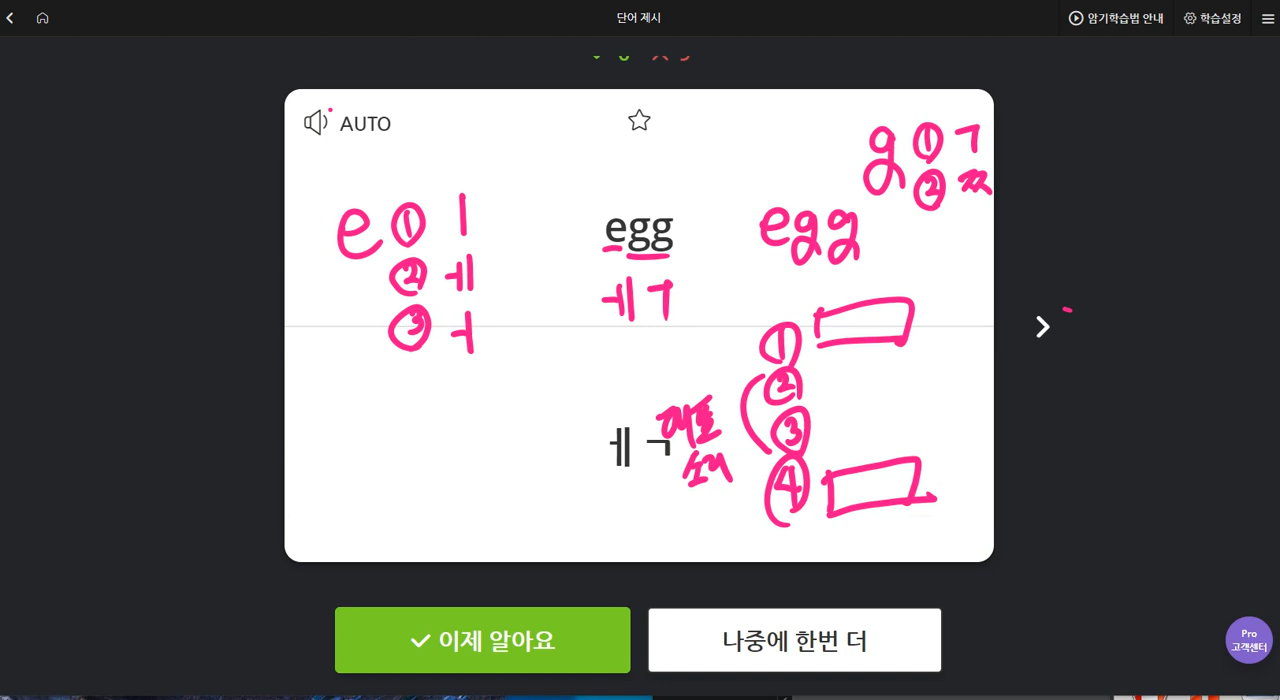 단어 제시
암기학습법 안내
학습설정
AUTO
g ① ㄱ
②
e ① ㅣ
② ㅔ
③ ㅓ
egg
egg
ㅔㄱ
①
②
③
④
ㅔ ㄱ
이제 알아요
나중에 한번 더
Pro
고객센터